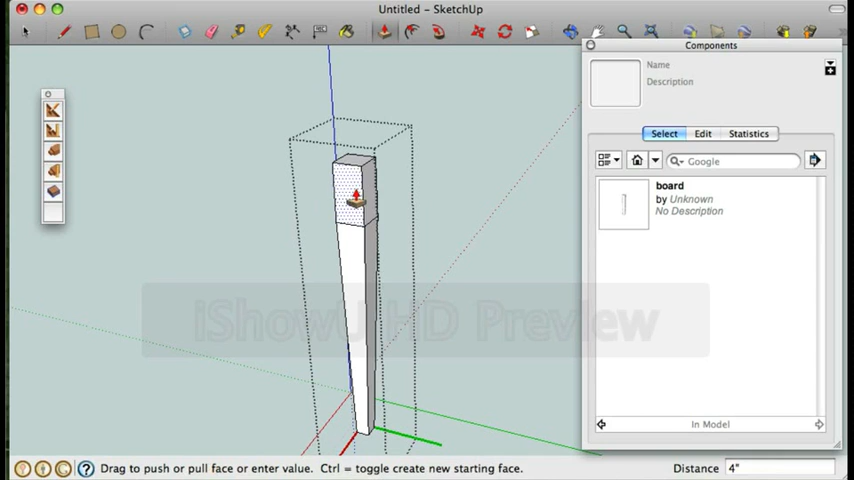 Untitled - SketchUp
ABC
Components
Name
Description
Select Edit Statistics
Google
board
by Unknown
No Description
iShowU HD Preview
In Model
Drag to push or pull face or enter value. Ctrl = toggle create new starting face.
Distance 4"